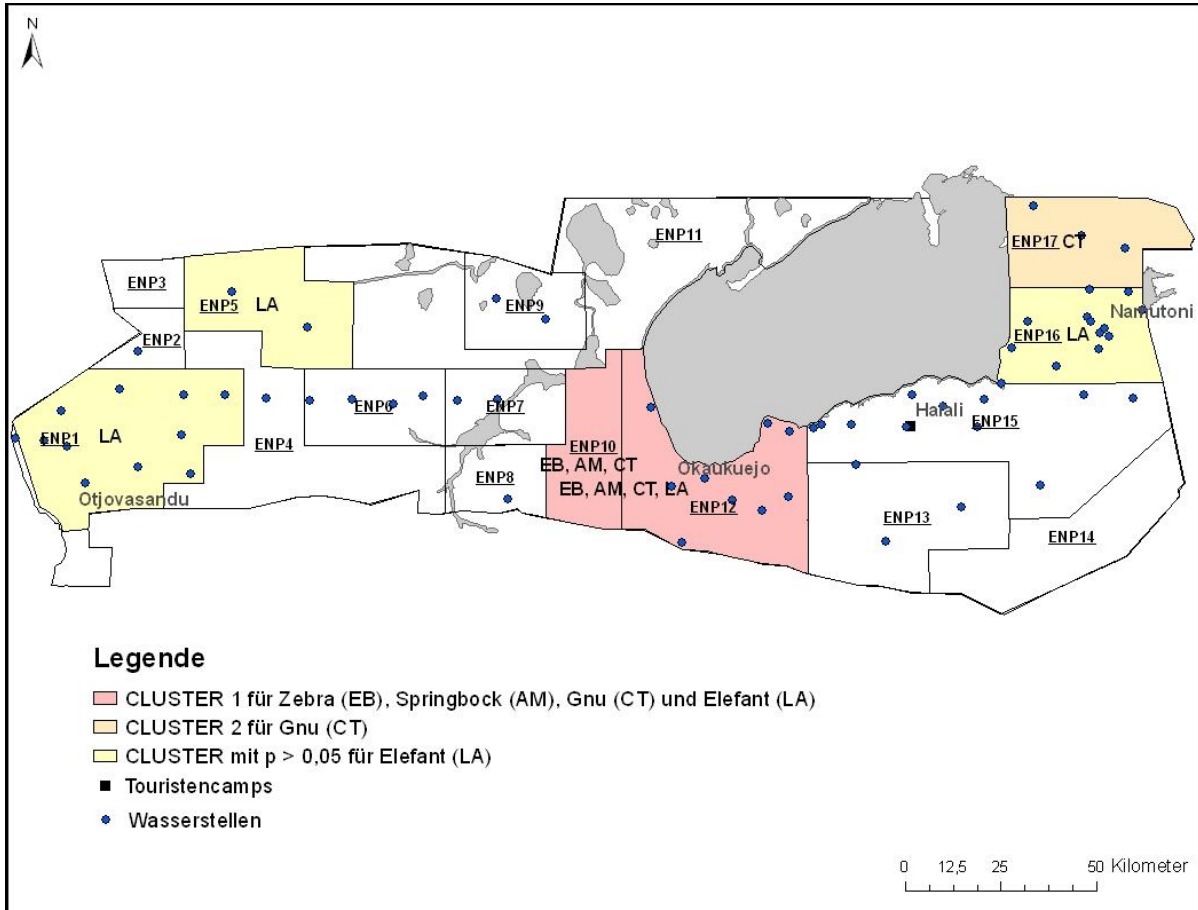 N
ENP11
ENP17 CT
ENP3
ENP5 LA
ENP9
Namutoni
ENP2
ENP16 LA
ENP6
ENP7
Halali
ENP15
ENP1 LA
ENP4
ENP10
EB, AM, CT
Okaukuejo
ENP8
EB, AM, CT, LA
Otjovasandu
ENP12
ENP13
ENP14
Legende
CLUSTER 1 für Zebra (EB), Springbock (AM), Gnu (CT) und Elefant (LA)
CLUSTER 2 für Gnu (CT)
CLUSTER mit p > 0,05 für Elefant (LA)
Touristencamps
Wasserstellen
0 12,5 25 50 Kilometer